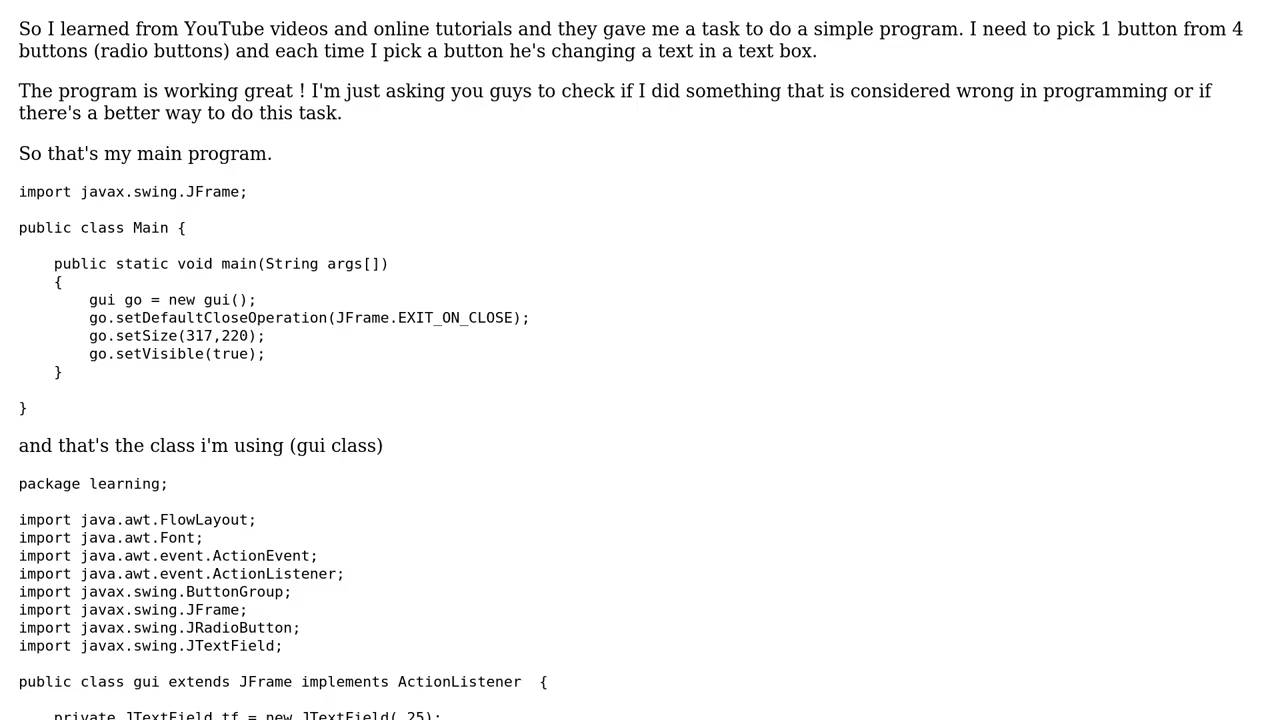 So I learned from YouTube videos and online tutorials and they gave me a task to do a simple program. I need to pick 1 button from 4
buttons (radio buttons) and each time I pick a button he's changing a text in a text box.
The program is working great ! I'm just asking you guys to check if I did something that is considered wrong in programming or if
there's a better way to do this task.
So that's my main program.
import javax.swing.JFrame;
public class Main {
    public static void main(String args[])
    {
        gui go = new gui();
        go.setDefaultCloseOperation(JFrame.EXIT_ON_CLOSE);
        go.setSize(317,220);
        go.setVisible(true);
    }
}
and that's the class i'm using (gui class)
package learning;
import java.awt.FlowLayout;
import java.awt.Font;
import java.awt.event.ActionEvent;
import java.awt.event.ActionListener;
import javax.swing.ButtonGroup;
import javax.swing.JFrame;
import javax.swing.JRadioButton;
import javax.swing.JTextField;
public class gui extends JFrame implements ActionListener  {
    private JTextField tf = new JTextField( 25);